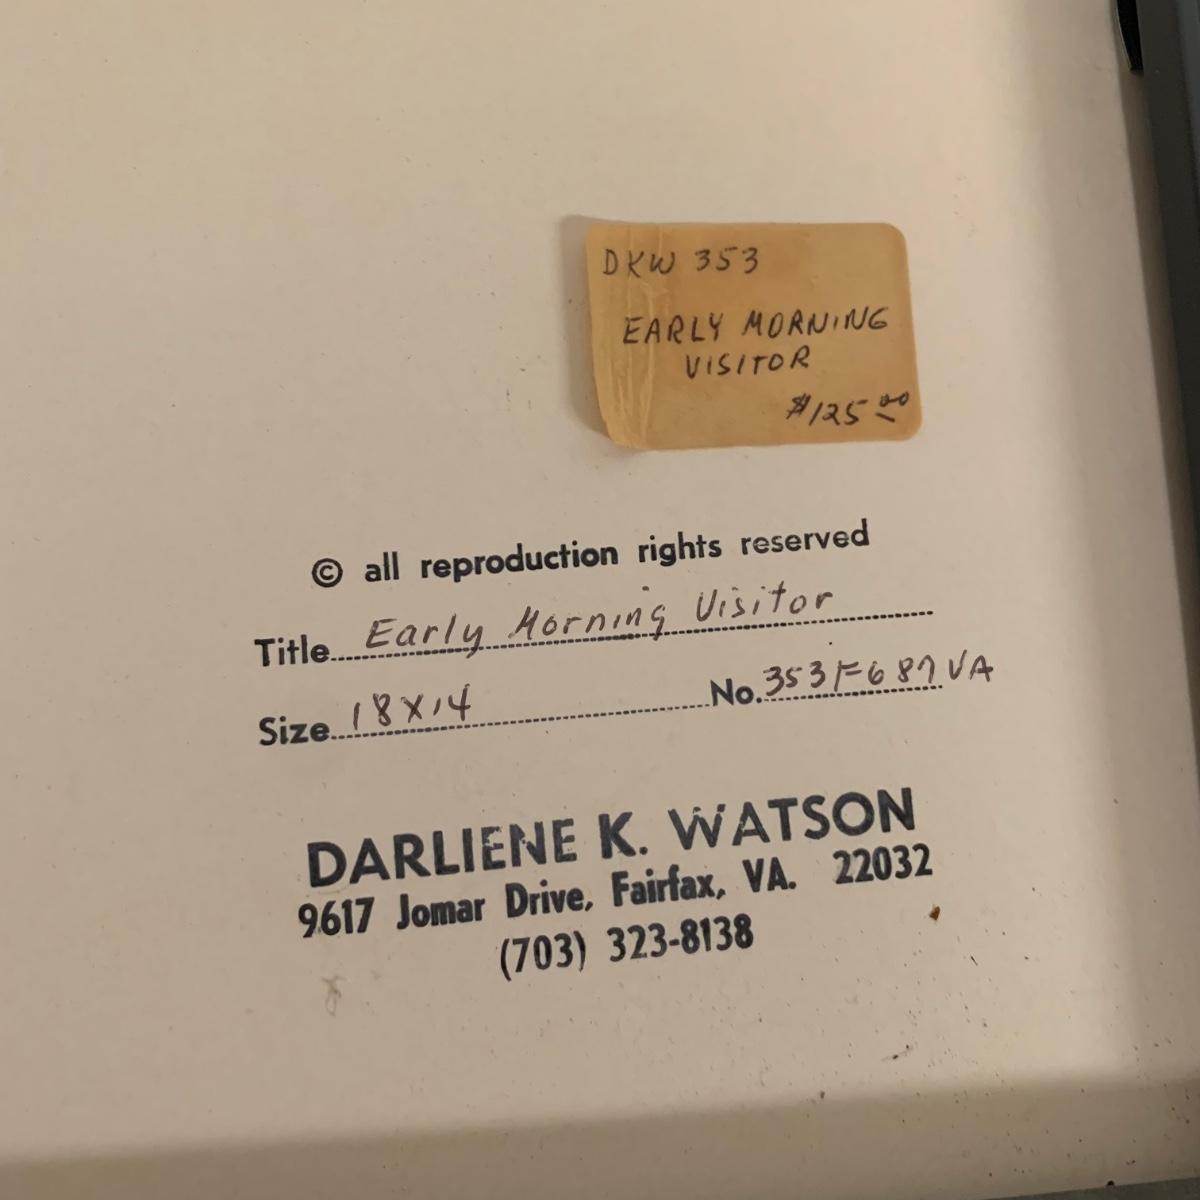 DKW 353
EARLY MORNING
VISITOR
$125.00
© all reproduction rights reserved
Title Early Morning Visitor
Size 18X14 No. 353F687VA
DARLIENE K. WATSON
9617 Jomar Drive, Fairfax, VA. 22032
(703) 323-8138